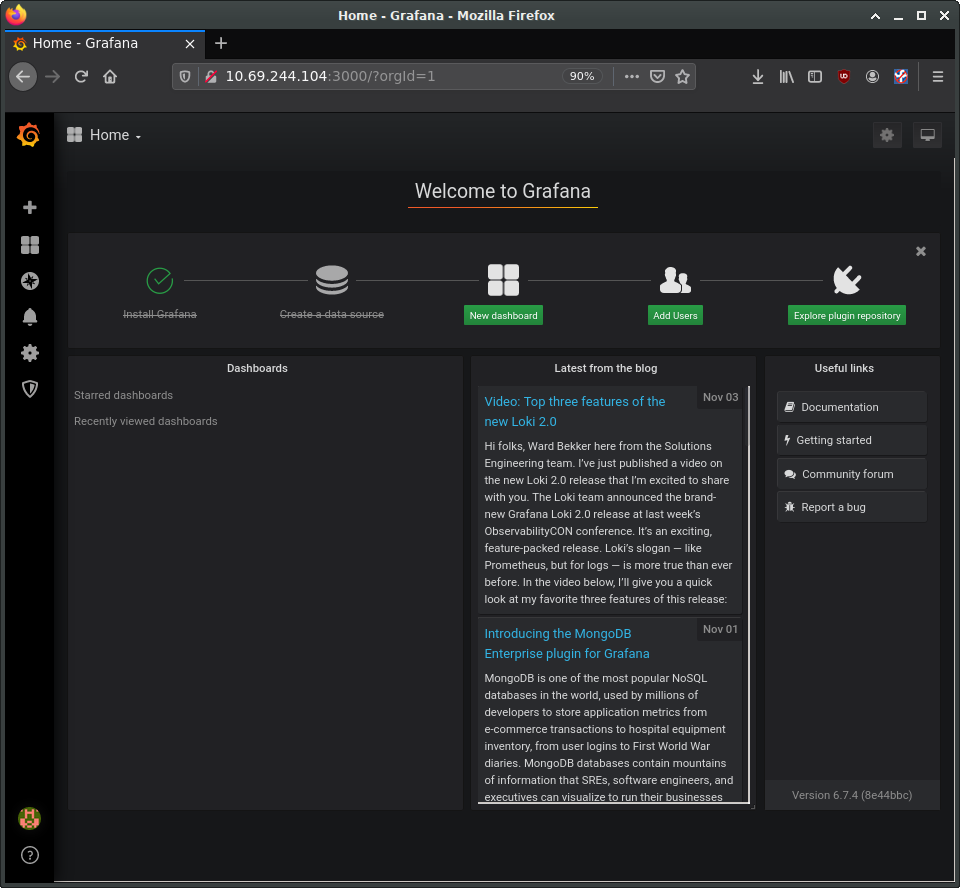 Home - Grafana - Mozilla Firefox
Home - Grafana
10.69.244.104:3000/?orgId=1
90%
Home
Welcome to Grafana
Install Grafana
Create a data source
New dashboard
Add Users
Explore plugin repository
Dashboards
Starred dashboards
Recently viewed dashboards
Latest from the blog
Nov 03
Video: Top three features of the
new Loki 2.0
Hi folks, Ward Bekker here from the Solutions
Engineering team. I've just published a video on
the new Loki 2.0 release that I'm excited to share
with you. The Loki team announced the brand-
new Grafana Loki 2.0 release at last week's
ObservabilityCON conference. It's an exciting,
feature-packed release. Loki's slogan — like
Prometheus, but for logs — is more true than ever
before. In the video below, I'll give you a quick
look at my favorite three features of this release:
Nov 01
Introducing the MongoDB
Enterprise plugin for Grafana
MongoDB is one of the most popular NoSQL
databases in the world, used by millions of
developers to store application metrics from
e-commerce transactions to hospital equipment
inventory, from user logins to First World War
diaries. MongoDB databases contain mountains
of information that SREs, software engineers, and
executives can visualize to run their businesses
Useful links
Documentation
Getting started
Community forum
Report a bug
Version 6.7.4 (8e44bbc)